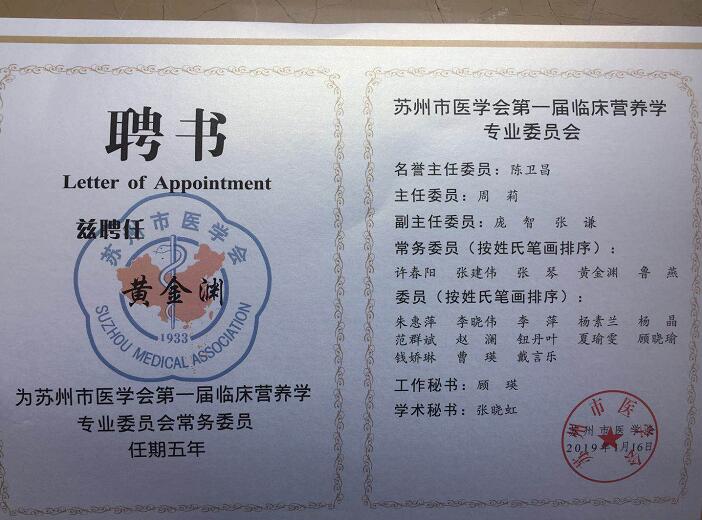 聘书
Letter of Appointment
兹聘任
黄金渊
苏州市医学会
1933
SUZHOU MEDICAL ASSOCIATION
为苏州市医学会第一届临床营养学
专业委员会常务委员
任期五年
苏州市医学会第一届临床营养学
专业委员会
名誉主任委员：陈卫昌
主任委员：周 莉
副主任委员：庞 智 张 谦
常务委员（按姓氏笔画排序）：
许春阳 张建伟 张 琴 黄金渊 鲁 燕
委员（按姓氏笔画排序）：
朱惠萍 李晓伟 李 萍 杨素兰 杨 晶
范群斌 赵 澜 钮丹叶 夏瑜雯 顾晓瑜
钱娇琳 曹 瑛 戴言乐
工作秘书：顾 瑛
学术秘书：张晓虹
苏州市医学会
苏州市医学会
2019年1月16日